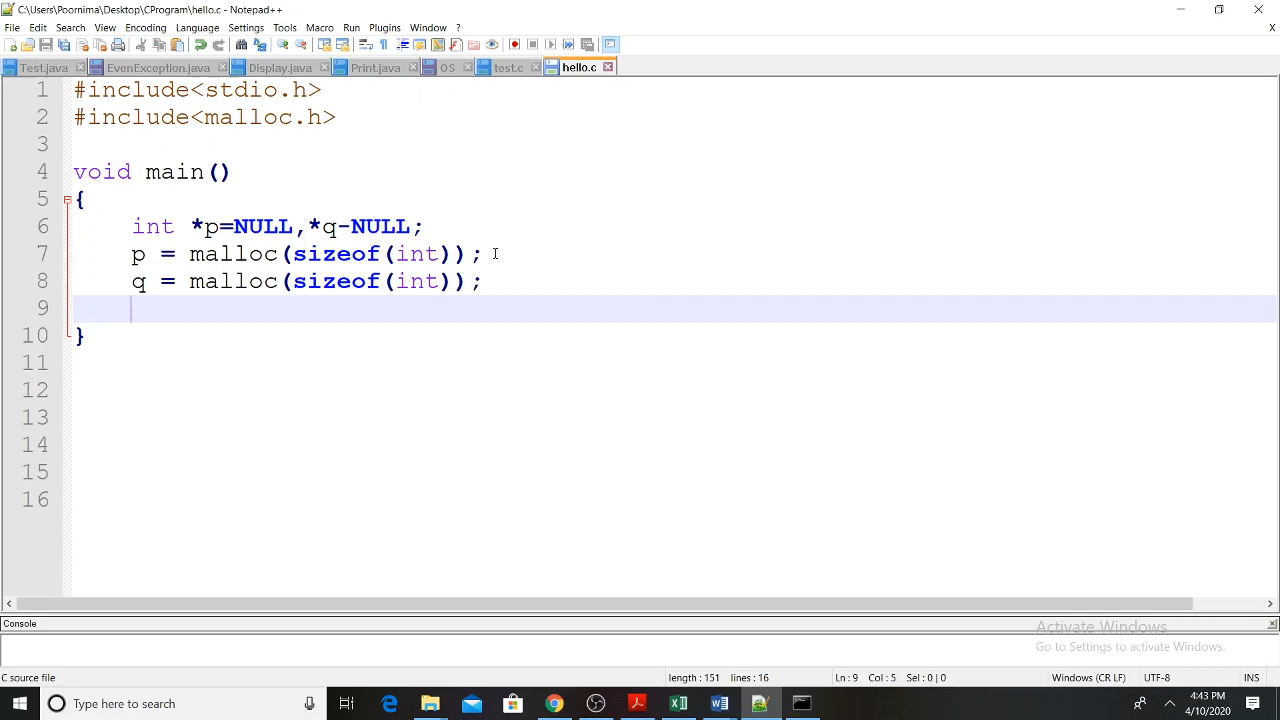 C:\Users\Poornima\Desktop\CProgram\hello.c - Notepad++
File Edit Search View Encoding Language Settings Tools Macro Run Plugins Window ?
X
Test.java EvenException.java Display.java Print.java OS test.c hello.c
1 #include<stdio.h>
2 #include<malloc.h>
3
4 void main()
5 {
6 int *p=NULL,*q-NULL;
7 p = malloc(sizeof(int));
8 q = malloc(sizeof(int));
9
10 }
11
12
13
14
15
16
Console
Activate Windows
Go to Settings to activate Windows.
C source file length : 151 lines : 16 Ln : 9 Col : 5 Sel : 0 | 0 Windows (CR LF) UTF-8 INS
Type here to search
4:43 PM
4/10/2020